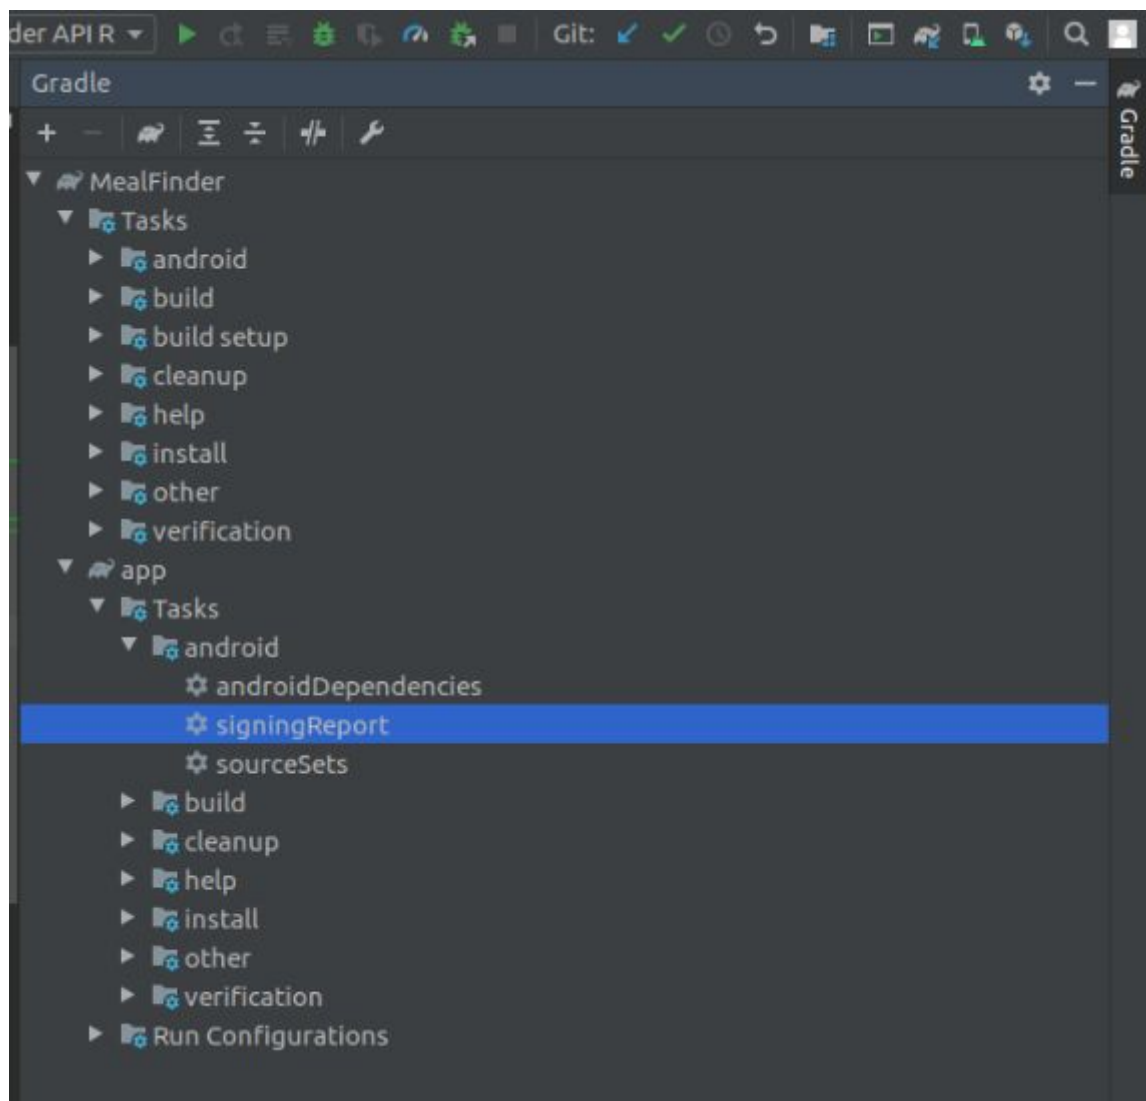 der API R
Git:
Gradle
Gradle
MealFinder
Tasks
android
build
build setup
cleanup
help
install
other
verification
app
Tasks
android
androidDependencies
signingReport
sourceSets
build
cleanup
help
install
other
verification
Run Configurations